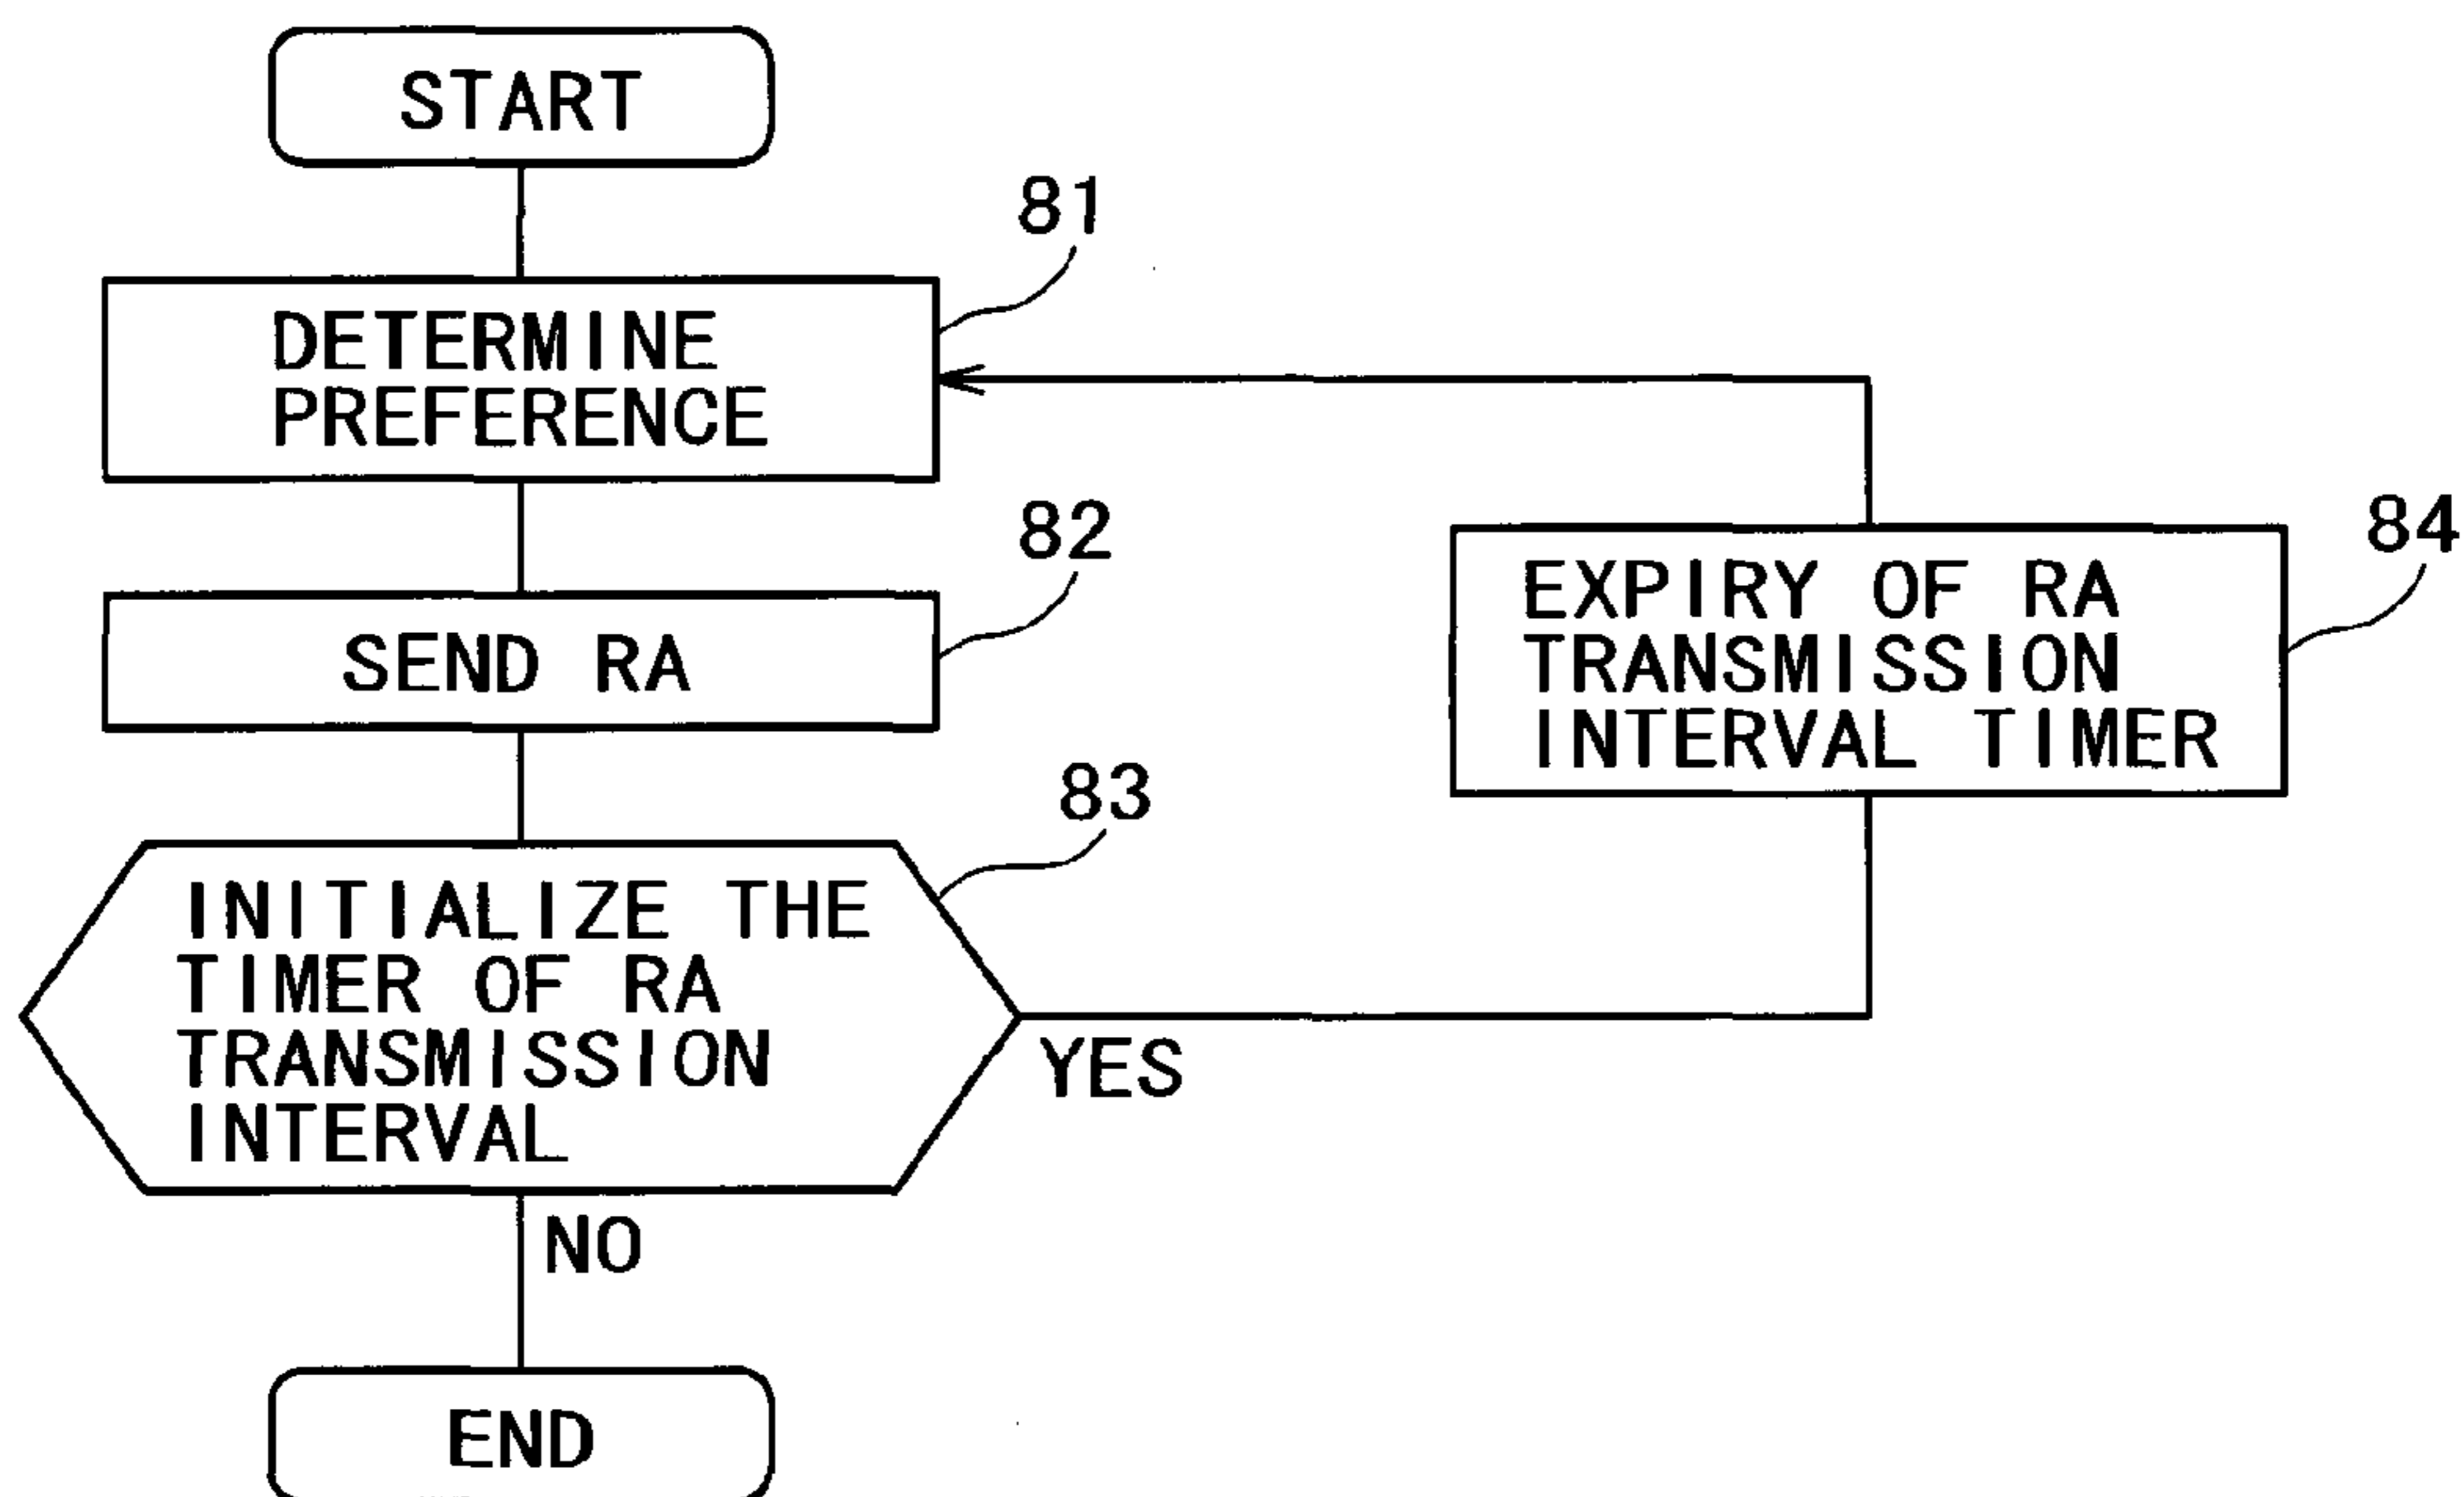 START
81
DETERMINE
PREFERENCE
82
SEND RA
84
EXPIRY OF RA
TRANSMISSION
INTERVAL TIMER
83
INITIALIZE THE
TIMER OF RA
TRANSMISSION
INTERVAL
YES
NO
END